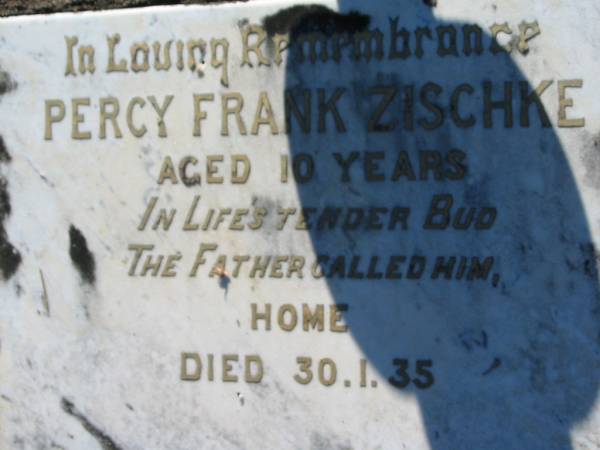 In Loving Remembrance
PERCY FRANK ZISCHKE
AGED 10 YEARS
IN LIFE'S TENDER BUD
THE FATHER CALLED HIM,
HOME
DIED 30.1.35